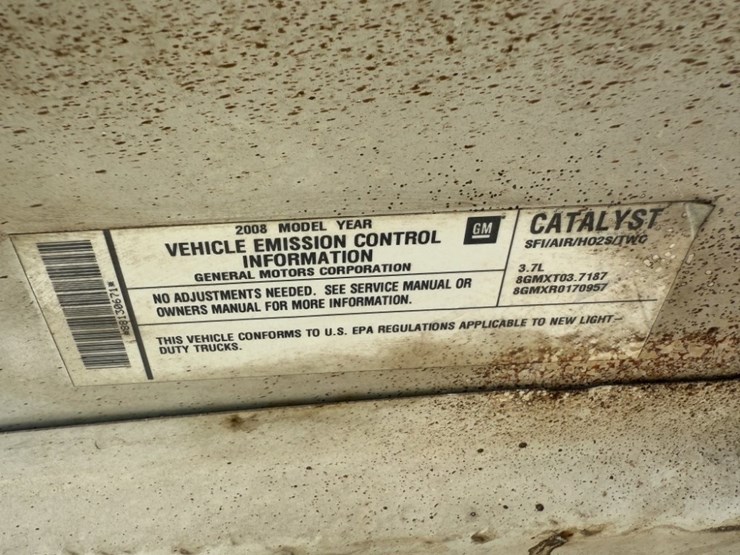 2008 MODEL YEAR
VEHICLE EMISSION CONTROL
INFORMATION
GENERAL MOTORS CORPORATION
GM
NO ADJUSTMENTS NEEDED. SEE SERVICE MANUAL OR
OWNERS MANUAL FOR MORE INFORMATION.
THIS VEHICLE CONFORMS TO U.S. EPA REGULATIONS APPLICABLE TO NEW LIGHT-
DUTY TRUCKS.
CATALYST
SFI/AIR/HO2S/TWC
3.7L
8GMXT03.7187
8GMXR0170957
*88130671*